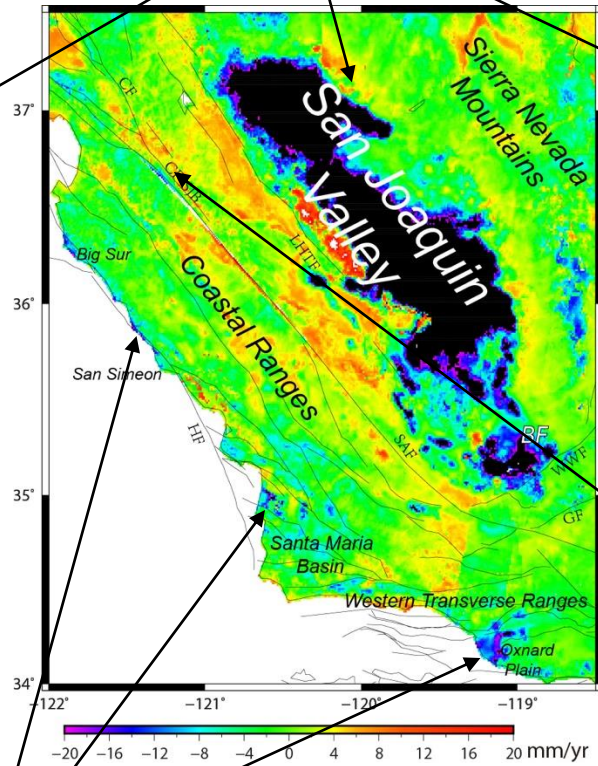 Sierra Nevada
Mountains
San Joaquin
Valley
37°
CF
LHTF
Big Sur
36°
Coastal Ranges
San Simeon
HF
SAF
BF
WWF
35°
GF
Santa Maria
Basin
Western Transverse Ranges
Oxnard
Plain
34°
−122° −121° −120° −119°
−20 −16 −12 −8 −4 0 4 8 12 16 20 mm/yr